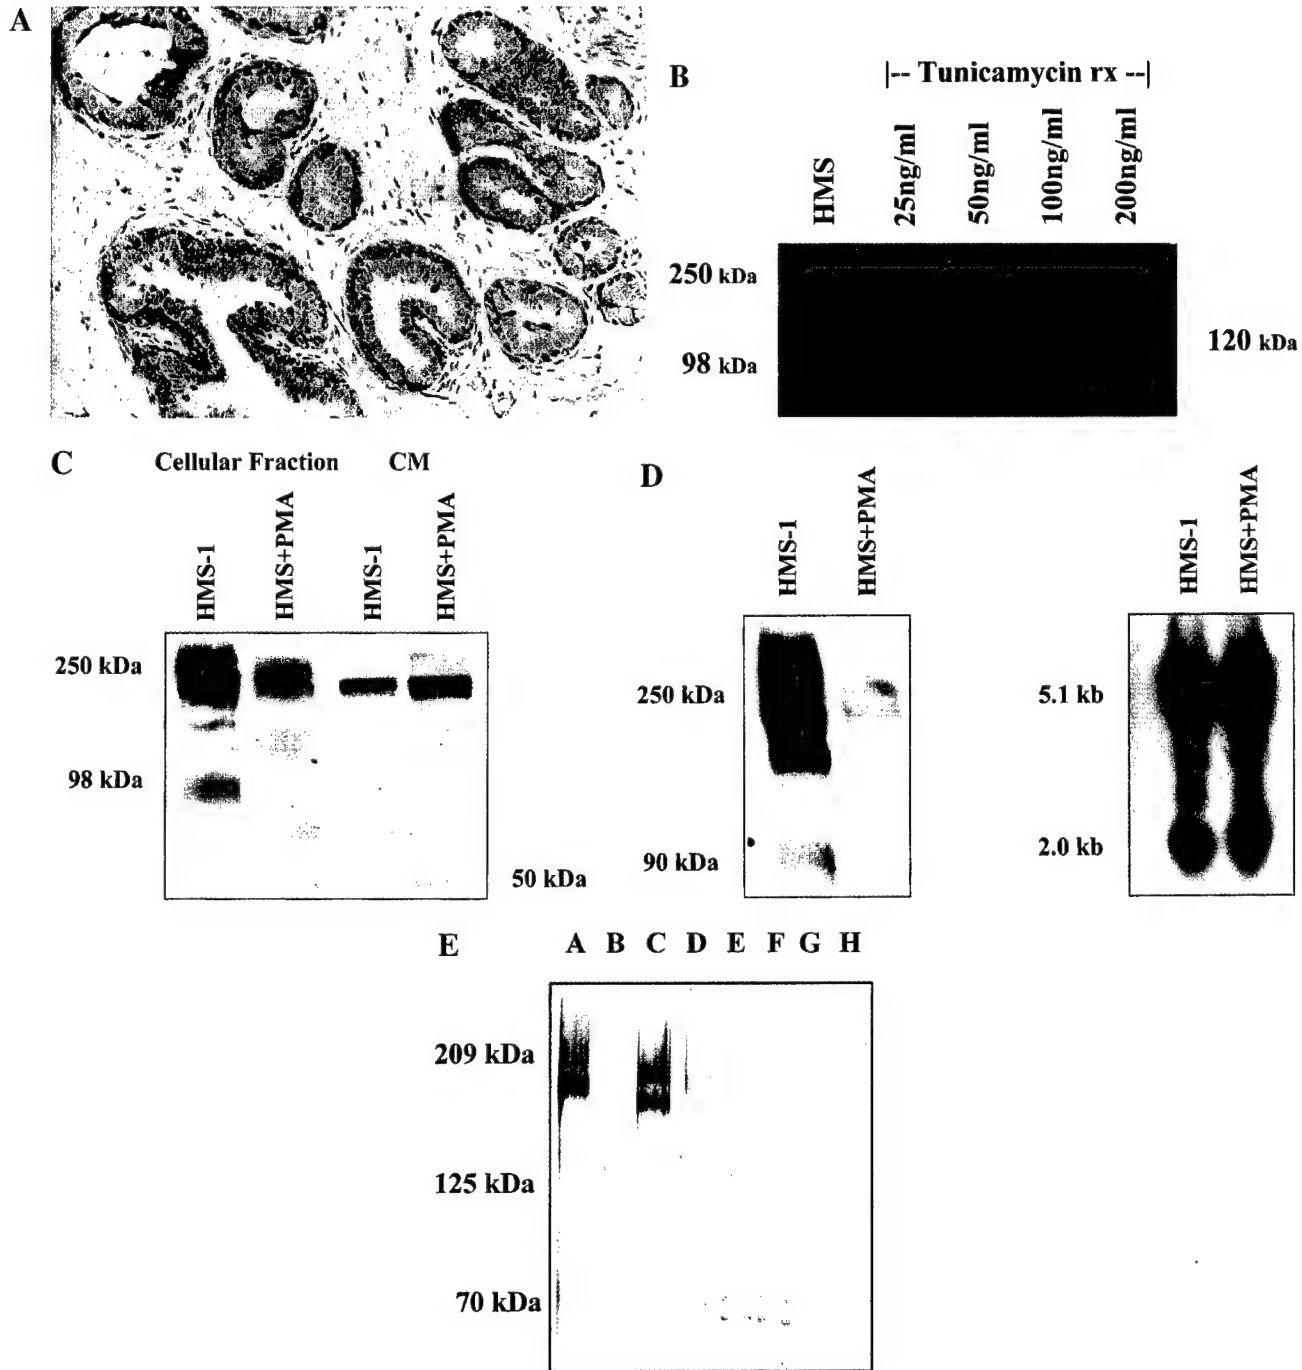 A
B
|-- Tunicamycin rx --|
HMS
25ng/ml
50ng/ml
100ng/ml
200ng/ml
250 kDa
98 kDa
120 kDa
C
Cellular Fraction CM
HMS-1
HMS+PMA
HMS-1
HMS+PMA
250 kDa
98 kDa
50 kDa
D
HMS-1
HMS+PMA
250 kDa
90 kDa
HMS-1
HMS+PMA
5.1 kb
2.0 kb
E
A B C D E F G H
209 kDa
125 kDa
70 kDa